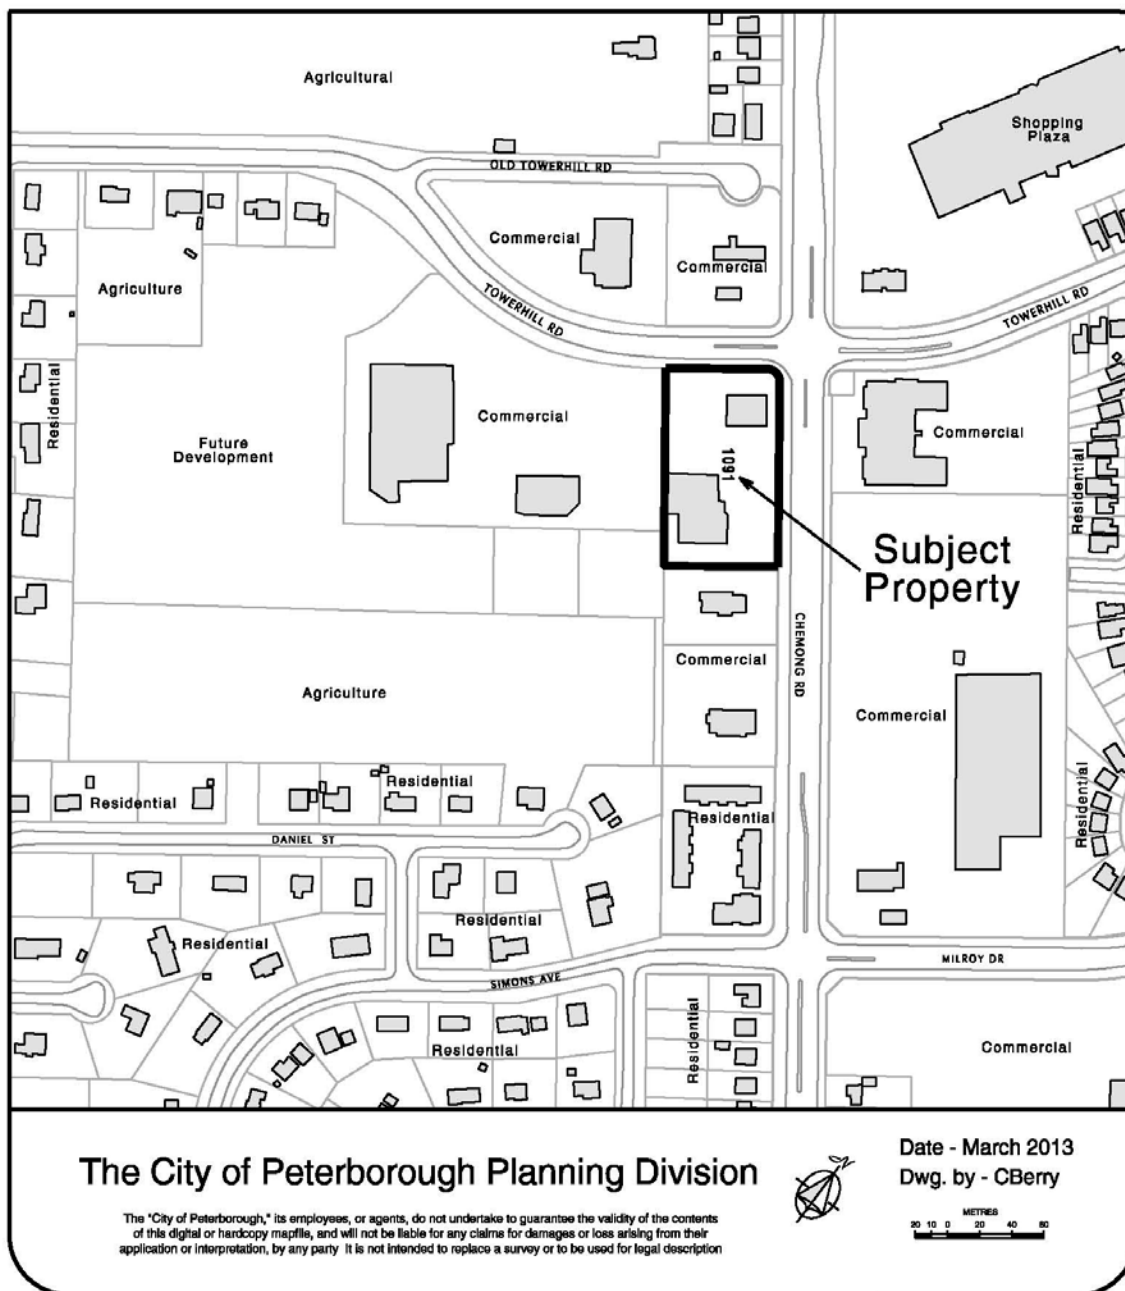 Agricultural
Shopping
Plaza
OLD TOWERHILL RD
Commercial
Commercial
Agriculture
TOWERHILL RD
TOWERHILL RD
Residential
Commercial
Future
Development
Commercial
1091
Residential
Subject
Property
CHEMONG RD
Commercial
Agriculture
Commercial
Residential
Residential
Residential
Residential
DANIEL ST
Residential
Residential
MILROY DR
SIMONS AVE
Residential
Residential
Commercial
The City of Peterborough Planning Division
Date - March 2013
Dwg. by - CBerry
The "City of Peterborough," its employees, or agents, do not undertake to guarantee the validity of the contents
of this digital or hardcopy mapfile, and will not be liable for any claims for damages or loss arising from their
application or interpretation, by any party It is not intended to replace a survey or to be used for legal description
METRES
20 10 0 20 40 60